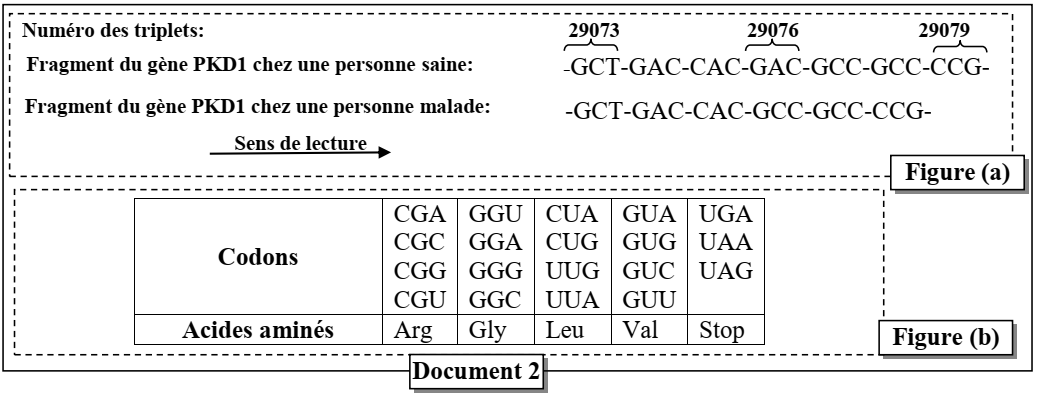 Numéro des triplets: 29073 29076 29079
Fragment du gène PKD1 chez une personne saine: -GCT-GAC-CAC-GAC-GCC-GCC-CCG-
Fragment du gène PKD1 chez une personne malade: -GCT-GAC-CAC-GCC-GCC-CCG-
Sens de lecture
Figure (a)
Codons
CGA GGU CUA GUA UGA
CGC GGA CUG GUG UAA
CGG GGG UUG GUC UAG
CGU GGC UUA GUU
Acides aminés Arg Gly Leu Val Stop
Figure (b)
Document 2